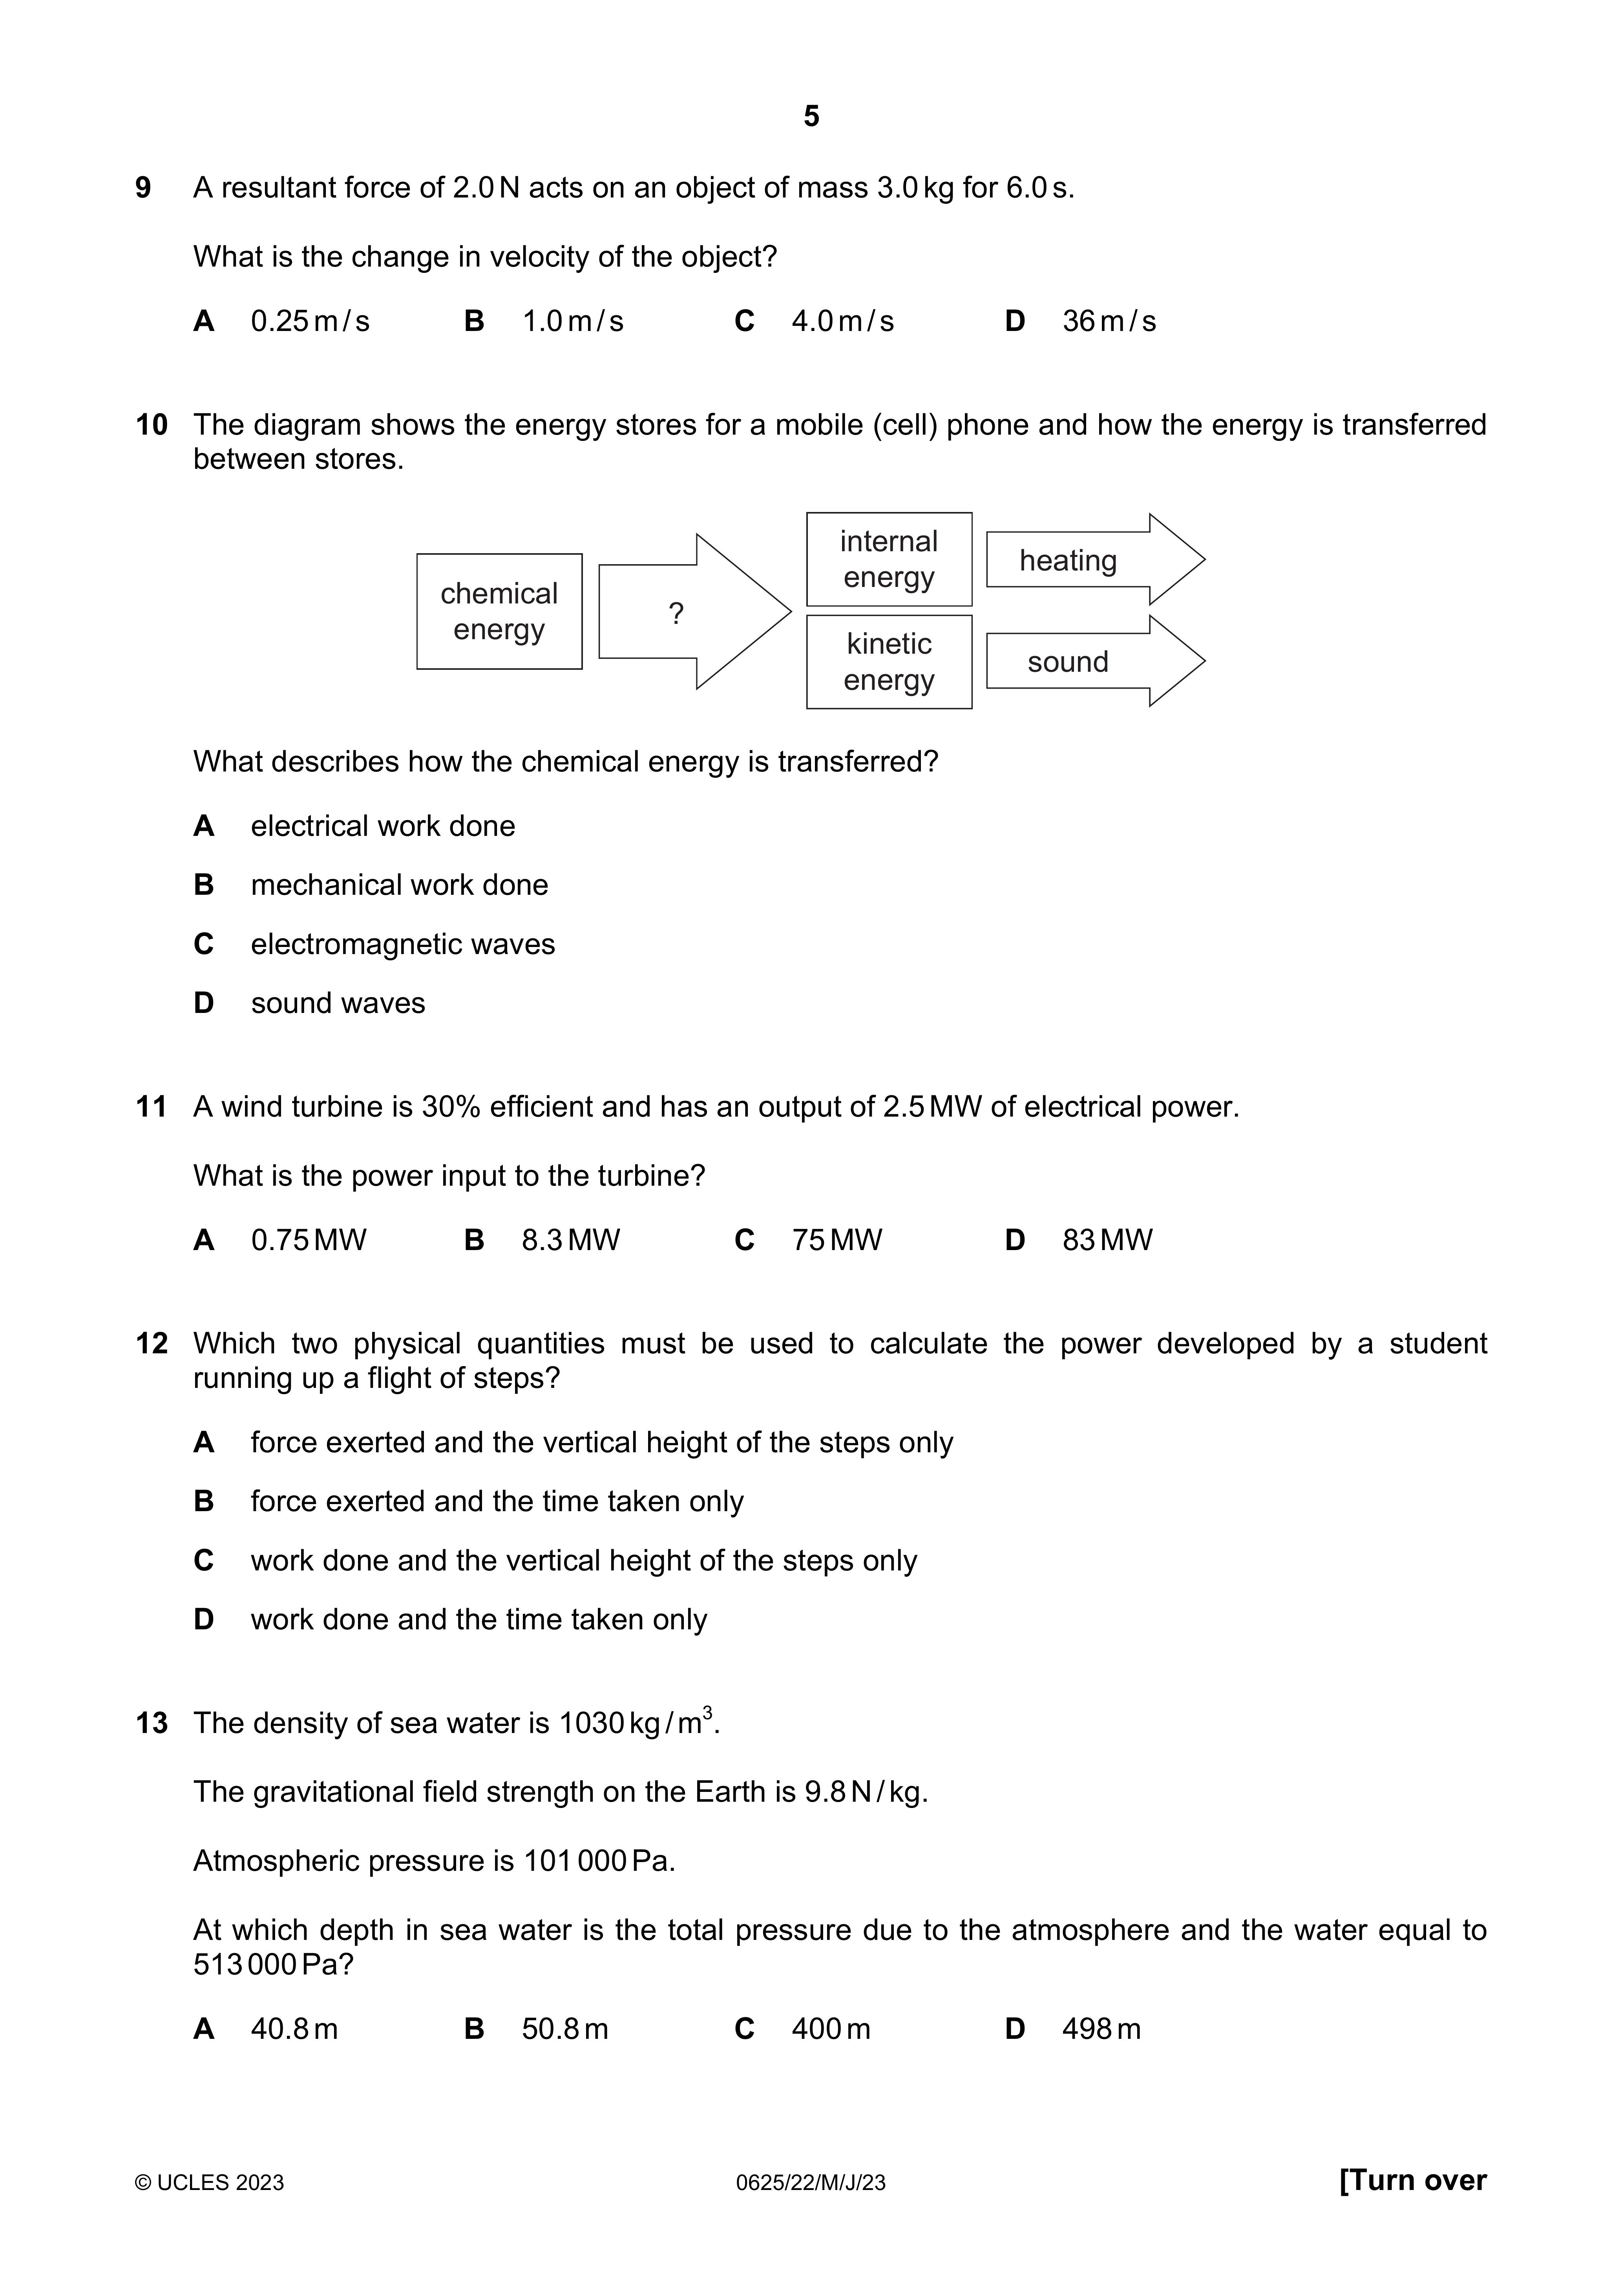 5
9 A resultant force of 2.0 N acts on an object of mass 3.0 kg for 6.0 s.
What is the change in velocity of the object?
A 0.25 m / s B 1.0 m / s C 4.0 m / s D 36 m / s
10 The diagram shows the energy stores for a mobile (cell) phone and how the energy is transferred
between stores.
chemical
energy
?
internal
energy
heating
kinetic
energy
sound
What describes how the chemical energy is transferred?
A electrical work done
B mechanical work done
C electromagnetic waves
D sound waves
11 A wind turbine is 30% efficient and has an output of 2.5 MW of electrical power.
What is the power input to the turbine?
A 0.75 MW B 8.3 MW C 75 MW D 83 MW
12 Which two physical quantities must be used to calculate the power developed by a student
running up a flight of steps?
A force exerted and the vertical height of the steps only
B force exerted and the time taken only
C work done and the vertical height of the steps only
D work done and the time taken only
13 The density of sea water is 1030 kg / m³.
The gravitational field strength on the Earth is 9.8 N / kg.
Atmospheric pressure is 101 000 Pa.
At which depth in sea water is the total pressure due to the atmosphere and the water equal to
513 000 Pa?
A 40.8 m B 50.8 m C 400 m D 498 m
© UCLES 2023 0625/22/M/J/23 [Turn over